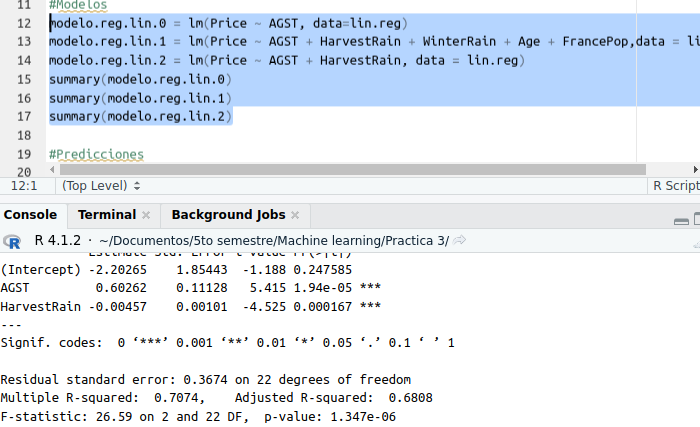 11 #Modelos
12 modelo.reg.lin.0 = lm(Price ~ AGST, data=lin.reg)
13 modelo.reg.lin.1 = lm(Price ~ AGST + HarvestRain + WinterRain + Age + FrancePop,data = li
14 modelo.reg.lin.2 = lm(Price ~ AGST + HarvestRain, data = lin.reg)
15 summary(modelo.reg.lin.0)
16 summary(modelo.reg.lin.1)
17 summary(modelo.reg.lin.2)
18
19 #Predicciones
20
12:1 (Top Level) R Script
Console Terminal Background Jobs
R R 4.1.2 · ~/Documentos/5to semestre/Machine learning/Practica 3/
Estimate Std. Error t value Pr(>|t|)
(Intercept) -2.20265 1.85443 -1.188 0.247585
AGST 0.60262 0.11128 5.415 1.94e-05 ***
HarvestRain -0.00457 0.00101 -4.525 0.000167 ***
---
Signif. codes: 0 ‘***’ 0.001 ‘**’ 0.01 ‘*’ 0.05 ‘.’ 0.1 ‘ ’ 1
Residual standard error: 0.3674 on 22 degrees of freedom
Multiple R-squared: 0.7074, Adjusted R-squared: 0.6808
F-statistic: 26.59 on 2 and 22 DF, p-value: 1.347e-06